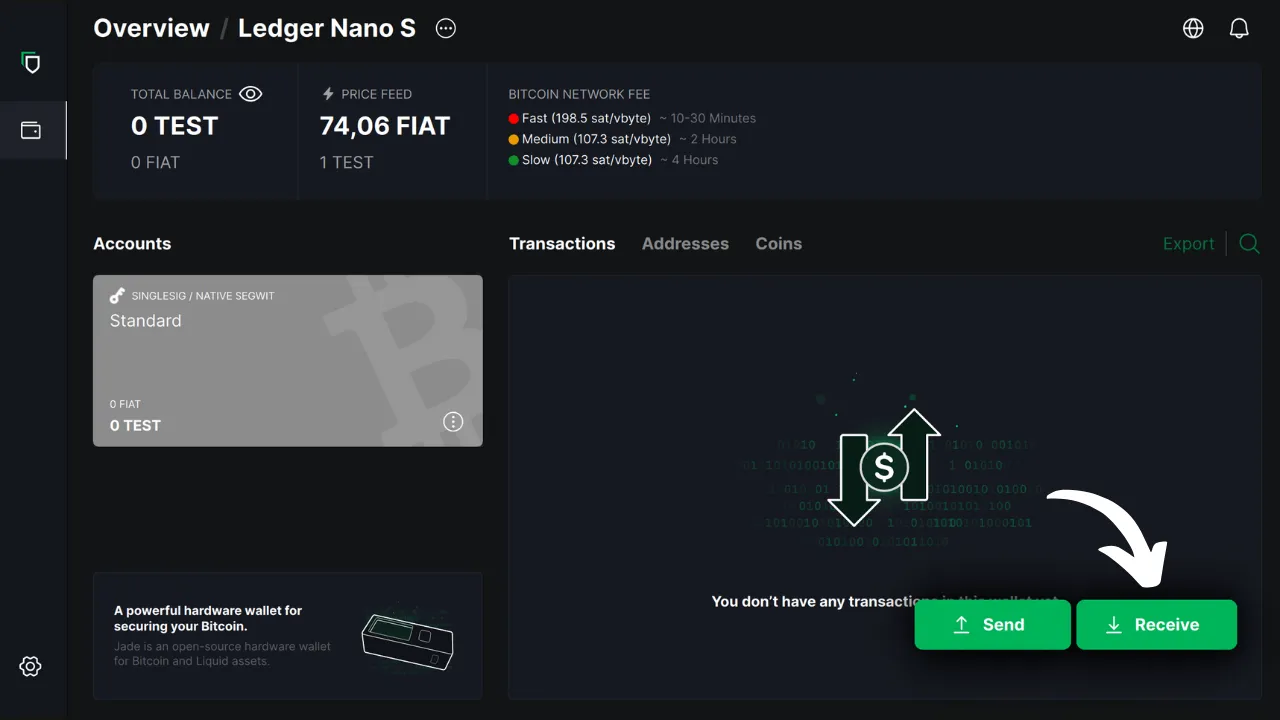 Overview / Ledger Nano S
TOTAL BALANCE
0 TEST
0 FIAT
PRICE FEED
74,06 FIAT
1 TEST
BITCOIN NETWORK FEE
Fast (198.5 sat/vbyte) ~ 10-30 Minutes
Medium (107.3 sat/vbyte) ~ 2 Hours
Slow (107.3 sat/vbyte) ~ 4 Hours
Accounts
SINGLESIG / NATIVE SEGWIT
Standard
0 FIAT
0 TEST
A powerful hardware wallet for
securing your Bitcoin.
Jade is an open-source hardware wallet
for Bitcoin and Liquid assets.
Transactions Addresses Coins
Export
$
You don't have any transactions in this wallet yet
Send
Receive